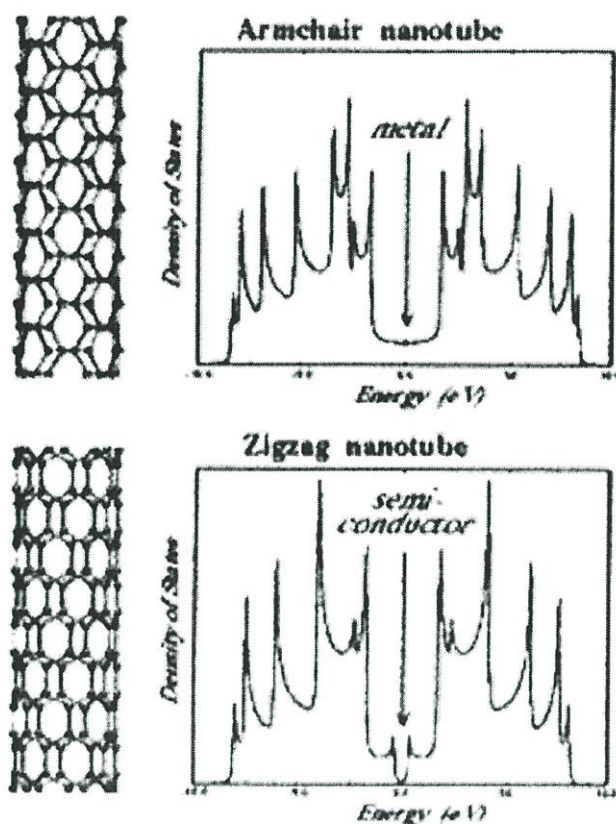 Armchair nanotube
metal
Density of States
Energy (eV)
Zigzag nanotube
semi-
conductor
Density of States
Energy (eV)